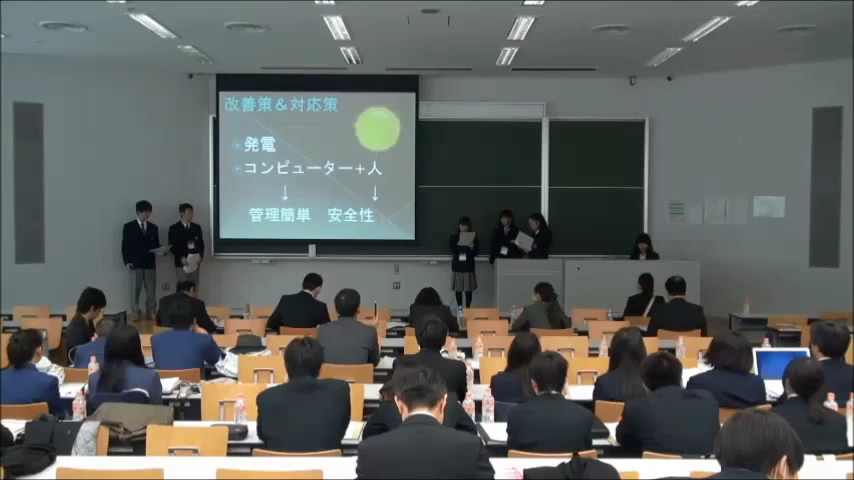 改善策＆対応策
発電
コンピューター+人
↓ ↓
管理簡単 安全性